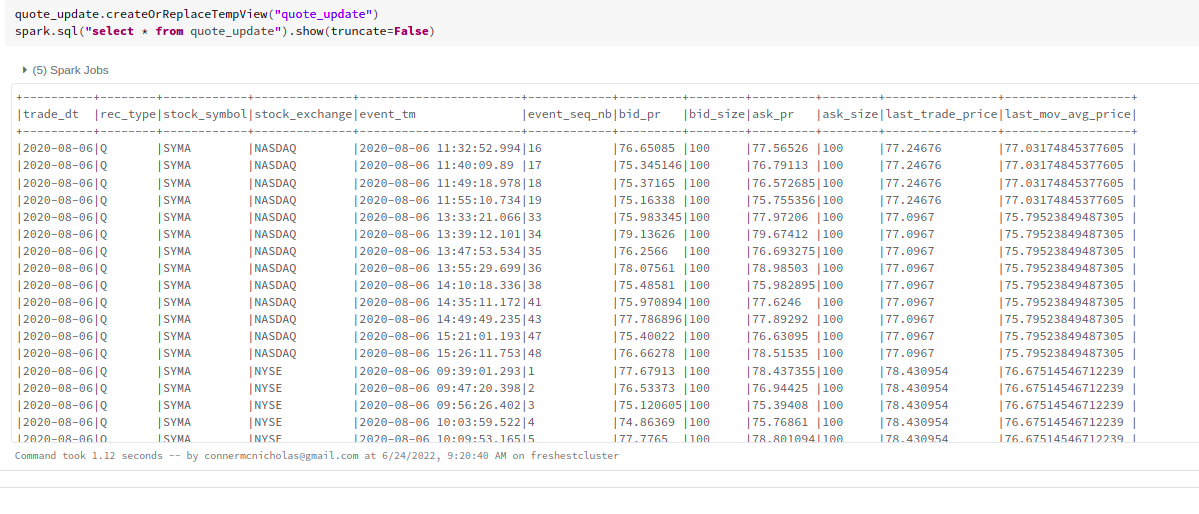 quote_update.createOrReplaceTempView("quote_update")
spark.sql("select * from quote_update").show(truncate=False)
(5) Spark Jobs
+----------+--------+------------+--------------+-----------------------+------------+---------+--------+---------+--------+----------------+------------------+
|trade_dt  |rec_type|stock_symbol|stock_exchange|event_tm               |event_seq_nb|bid_pr   |bid_size|ask_pr   |ask_size|last_trade_price|last_mov_avg_price|
+----------+--------+------------+--------------+-----------------------+------------+---------+--------+---------+--------+----------------+------------------+
|2020-08-06|Q       |SYMA        |NASDAQ        |2020-08-06 11:32:52.994|16          |76.65085 |100     |77.56526 |100     |77.24676        |77.03174845377605 |
|2020-08-06|Q       |SYMA        |NASDAQ        |2020-08-06 11:40:09.89 |17          |75.345146|100     |76.79113 |100     |77.24676        |77.03174845377605 |
|2020-08-06|Q       |SYMA        |NASDAQ        |2020-08-06 11:49:18.978|18          |75.37165 |100     |76.572685|100     |77.24676        |77.03174845377605 |
|2020-08-06|Q       |SYMA        |NASDAQ        |2020-08-06 11:55:10.734|19          |75.16338 |100     |75.755356|100     |77.24676        |77.03174845377605 |
|2020-08-06|Q       |SYMA        |NASDAQ        |2020-08-06 13:33:21.066|33          |75.983345|100     |77.97206 |100     |77.0967         |75.79523849487305 |
|2020-08-06|Q       |SYMA        |NASDAQ        |2020-08-06 13:39:12.101|34          |79.13626 |100     |79.67412 |100     |77.0967         |75.79523849487305 |
|2020-08-06|Q       |SYMA        |NASDAQ        |2020-08-06 13:47:53.534|35          |76.2566  |100     |76.693275|100     |77.0967         |75.79523849487305 |
|2020-08-06|Q       |SYMA        |NASDAQ        |2020-08-06 13:55:29.699|36          |78.07561 |100     |78.98503 |100     |77.0967         |75.79523849487305 |
|2020-08-06|Q       |SYMA        |NASDAQ        |2020-08-06 14:10:18.336|38          |75.48581 |100     |75.982895|100     |77.0967         |75.79523849487305 |
|2020-08-06|Q       |SYMA        |NASDAQ        |2020-08-06 14:35:11.172|41          |75.970894|100     |77.6246  |100     |77.0967         |75.79523849487305 |
|2020-08-06|Q       |SYMA        |NASDAQ        |2020-08-06 14:49:49.235|43          |77.786896|100     |77.89292 |100     |77.0967         |75.79523849487305 |
|2020-08-06|Q       |SYMA        |NASDAQ        |2020-08-06 15:21:01.193|47          |75.40022 |100     |76.63095 |100     |77.0967         |75.79523849487305 |
|2020-08-06|Q       |SYMA        |NASDAQ        |2020-08-06 15:26:11.753|48          |76.66278 |100     |78.51535 |100     |77.0967         |75.79523849487305 |
|2020-08-06|Q       |SYMA        |NYSE          |2020-08-06 09:39:01.293|1           |77.67913 |100     |78.437355|100     |78.430954       |76.67514546712239 |
|2020-08-06|Q       |SYMA        |NYSE          |2020-08-06 09:47:20.398|2           |76.53373 |100     |76.94425 |100     |78.430954       |76.67514546712239 |
|2020-08-06|Q       |SYMA        |NYSE          |2020-08-06 09:56:26.402|3           |75.120605|100     |75.39408 |100     |78.430954       |76.67514546712239 |
|2020-08-06|Q       |SYMA        |NYSE          |2020-08-06 10:03:59.522|4           |74.86369 |100     |75.76861 |100     |78.430954       |76.67514546712239 |
|2020-08-06|Q       |SYMA        |NYSE          |2020-08-06 10:09:53.165|5           |77.7765  |100     |78.801094|100     |78.430954       |76.67514546712239 |
Command took 1.12 seconds -- by connermcnicholas@gmail.com at 6/24/2022, 9:20:40 AM on freshestcluster